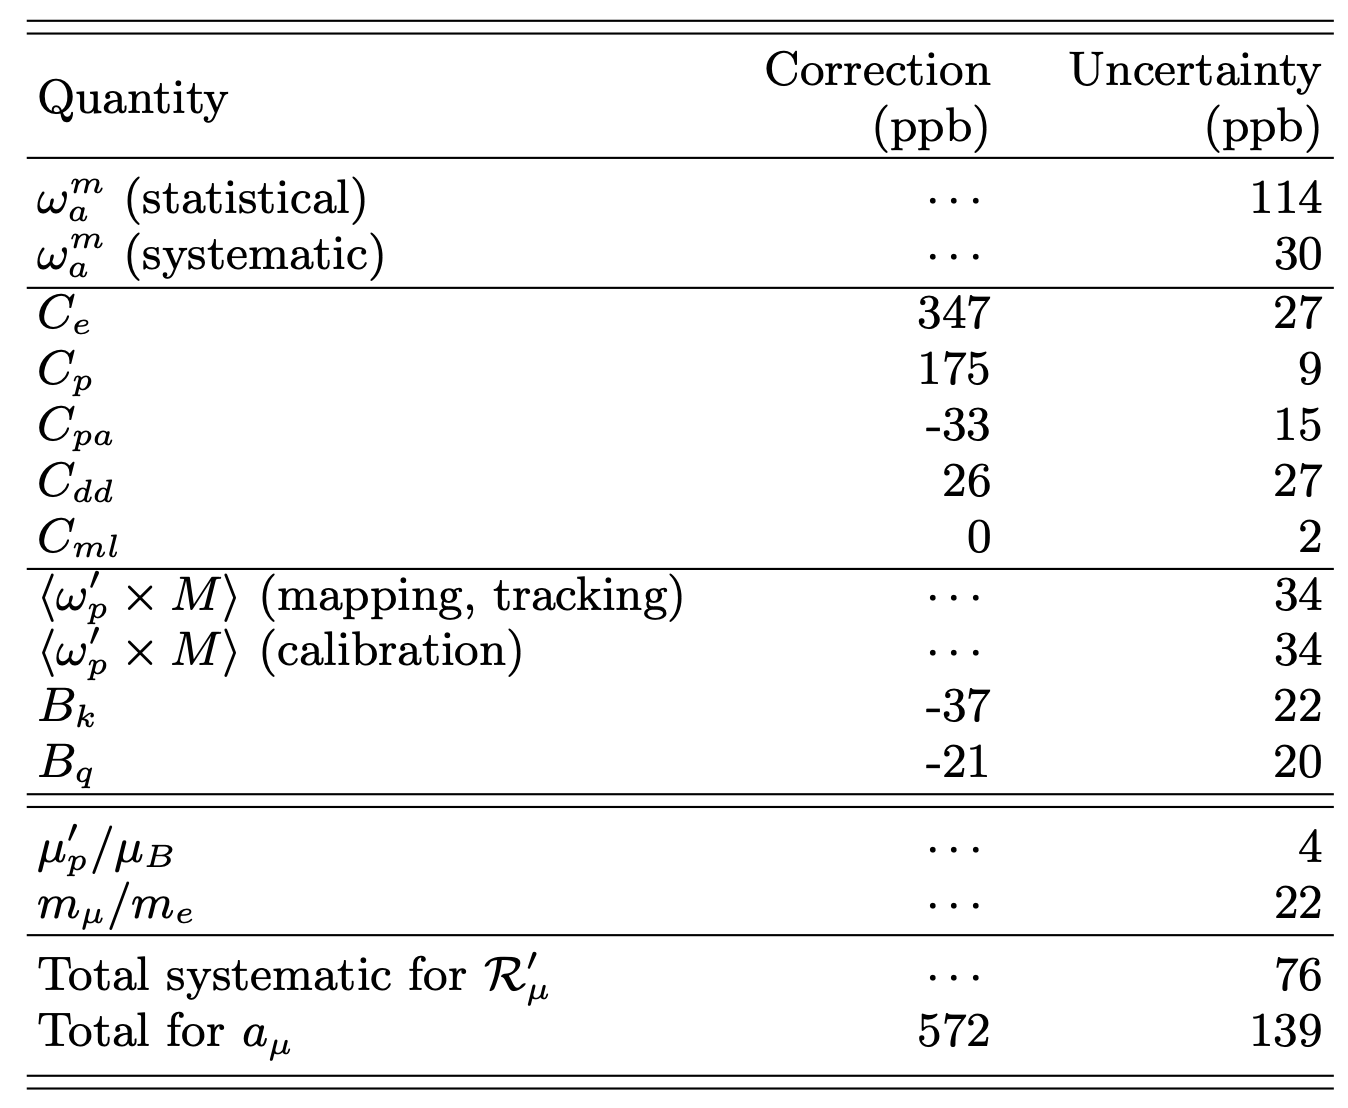 Quantity Correction (ppb) Uncertainty (ppb)
ω_a^m (statistical) ··· 114
ω_a^m (systematic) ··· 30
C_e 347 27
C_p 175 9
C_pa -33 15
C_dd 26 27
C_ml 0 2
⟨ω′_p × M⟩ (mapping, tracking) ··· 34
⟨ω′_p × M⟩ (calibration) ··· 34
B_k -37 22
B_q -21 20
μ′_p/μ_B ··· 4
m_μ/m_e ··· 22
Total systematic for ℛ′_μ ··· 76
Total for a_μ 572 139